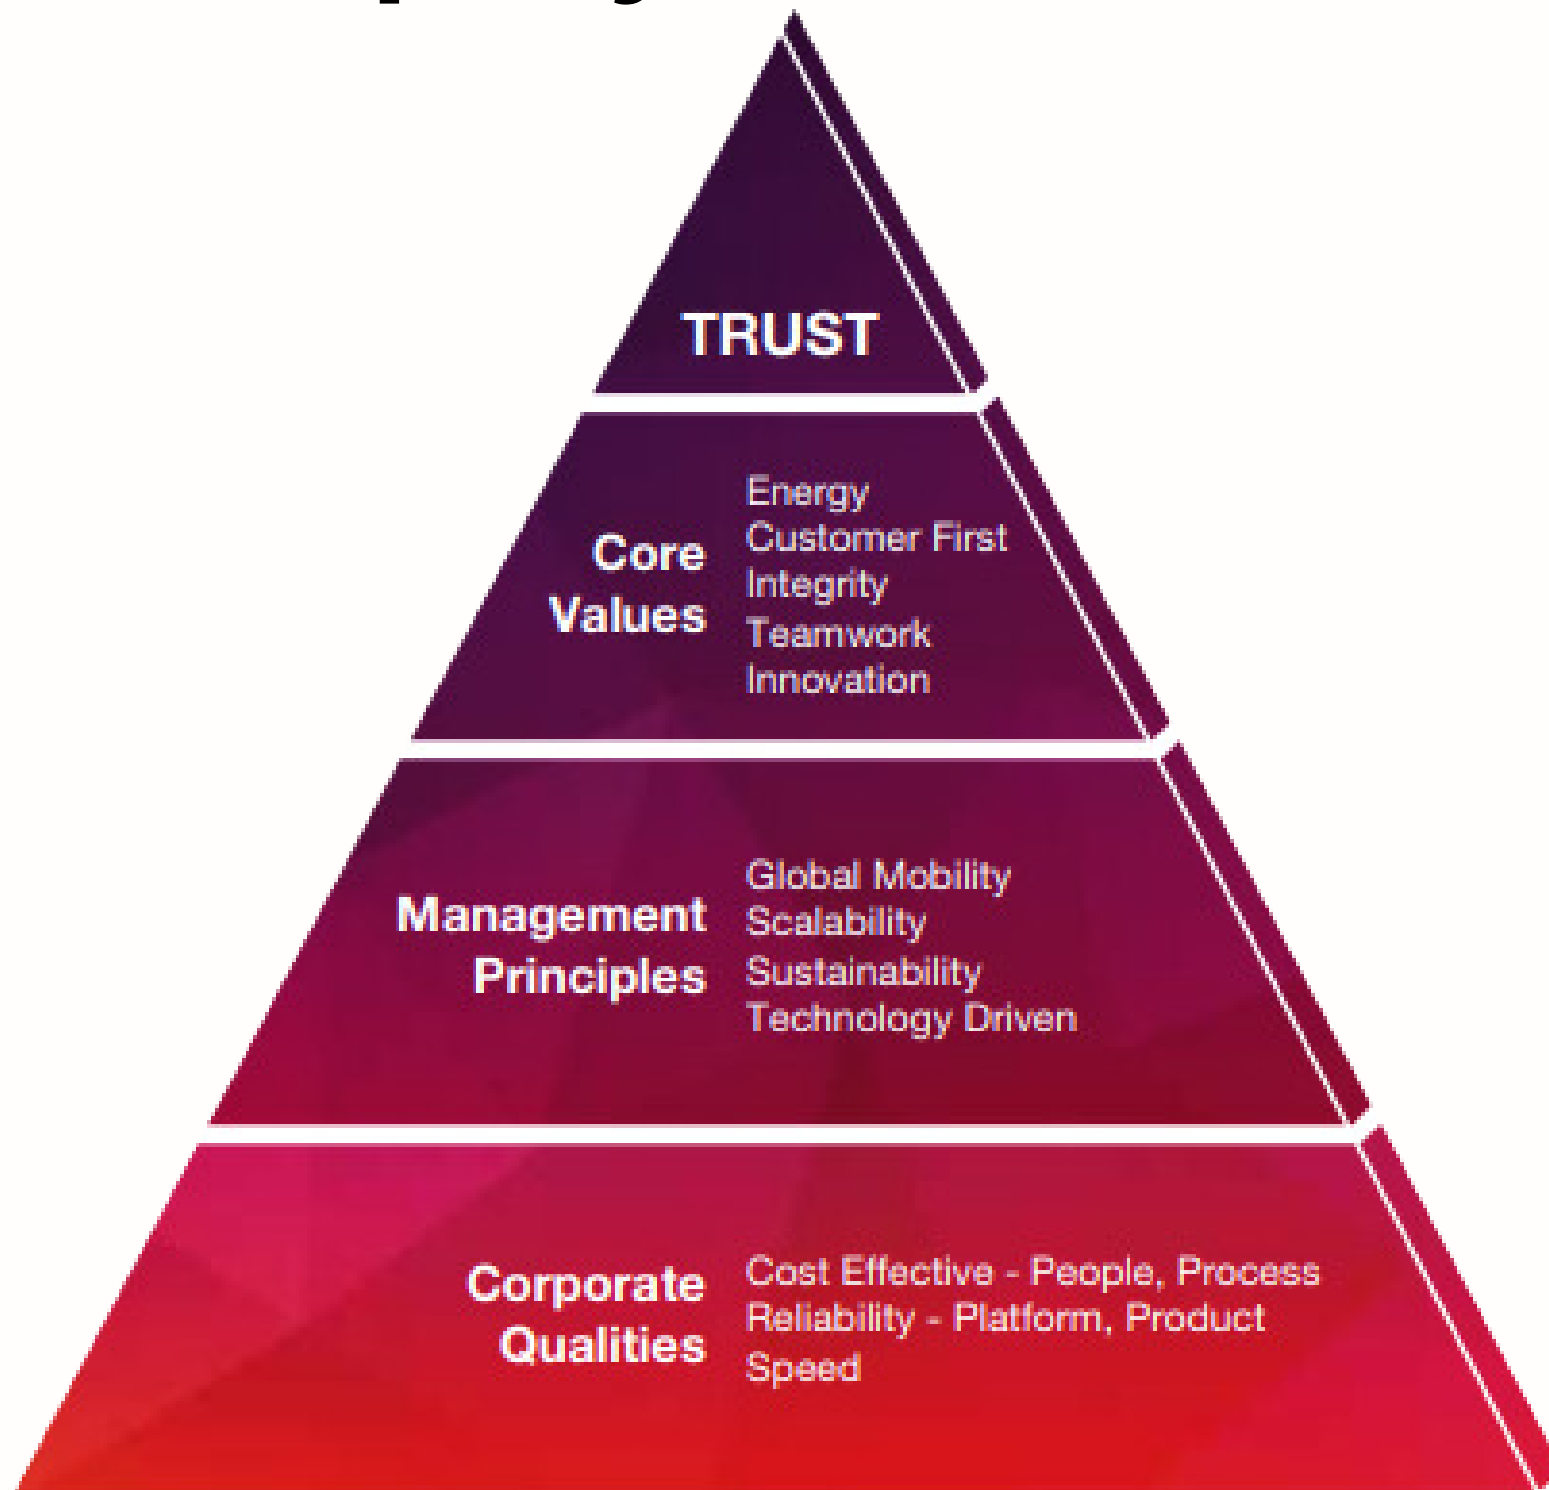 TRUST
Core
Values
Energy
Customer First
Integrity
Teamwork
Innovation
Management
Principles
Global Mobility
Scalability
Sustainability
Technology Driven
Corporate
Qualities
Cost Effective - People, Process
Reliability - Platform, Product
Speed